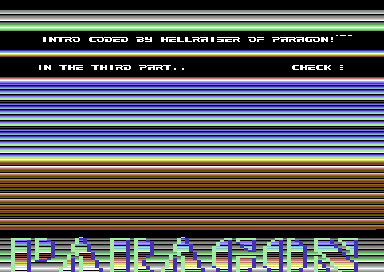 INTRO CODED BY HELLRAISER OF PARAGON!
IN THE THIRD PART.. CHECK
PARAGON